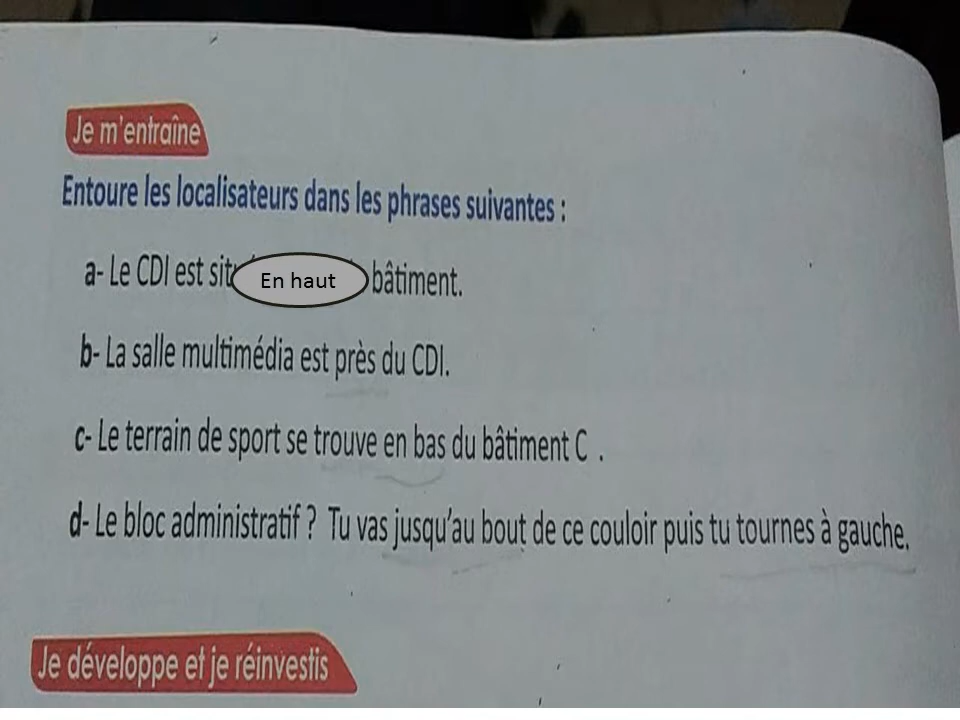 Je m'entraîne
Entoure les localisateurs dans les phrases suivantes :
a- Le CDI est En haut bâtiment.
b- La salle multimédia est près du CDI.
c- Le terrain de sport se trouve en bas du bâtiment C .
d- Le bloc administratif ? Tu vas jusqu'au bout de ce couloir puis tu tournes à gauche.
Je développe et je réinvestis